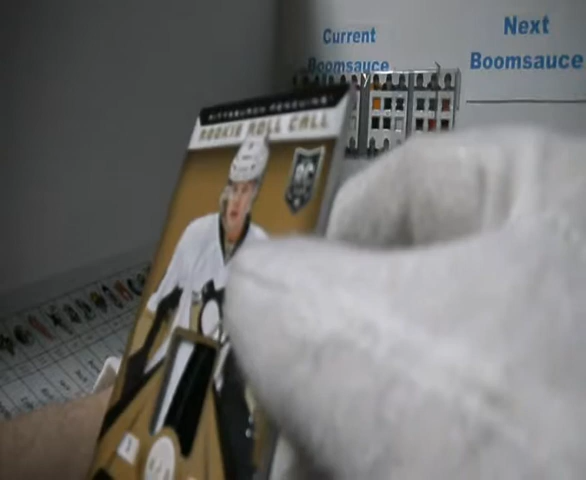 Current
Boomsauce
Next
Boomsauce
PITTSBURGH PENGUINS
ROOKIE ROLL CALL